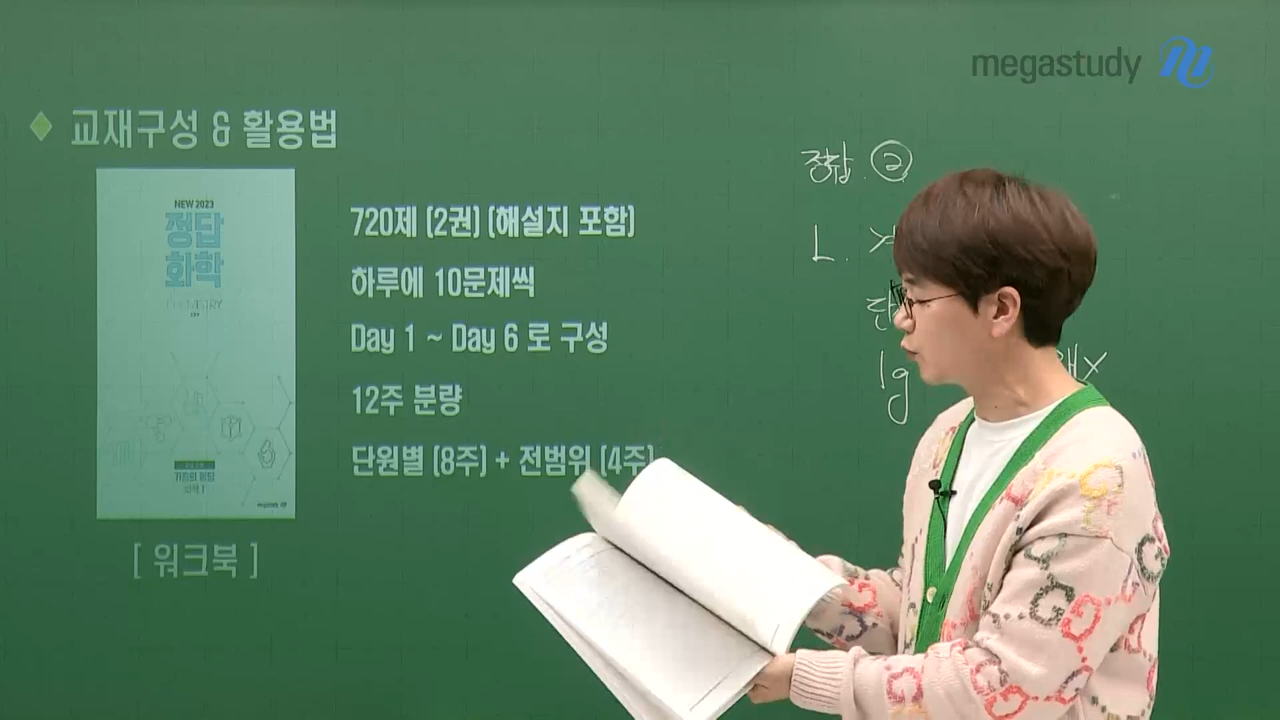 megastudy
교재구성 & 활용법
NEW 2023
정답
화학
CHEMISTRY
720제 (2권) (해설지 포함)
하루에 10문제씩
Day 1 ~ Day 6 로 구성
12주 분량
단원별 (8주) + 전범위 (4주)
[ 워크북 ]
정답 ②
L.
단
1g